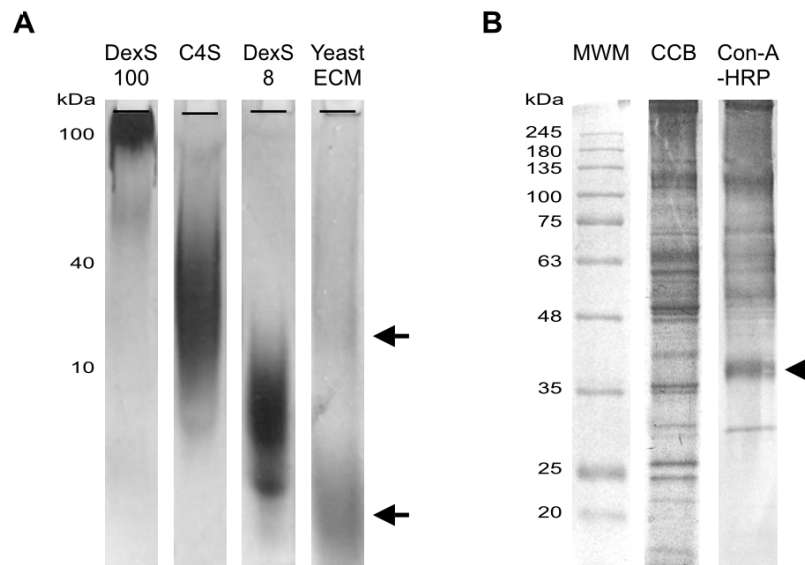 A
DexS 100
C4S
DexS 8
Yeast ECM
kDa
100
40
10
B
MWM
CCB
Con-A -HRP
kDa
245
180
135
100
75
63
48
35
25
20